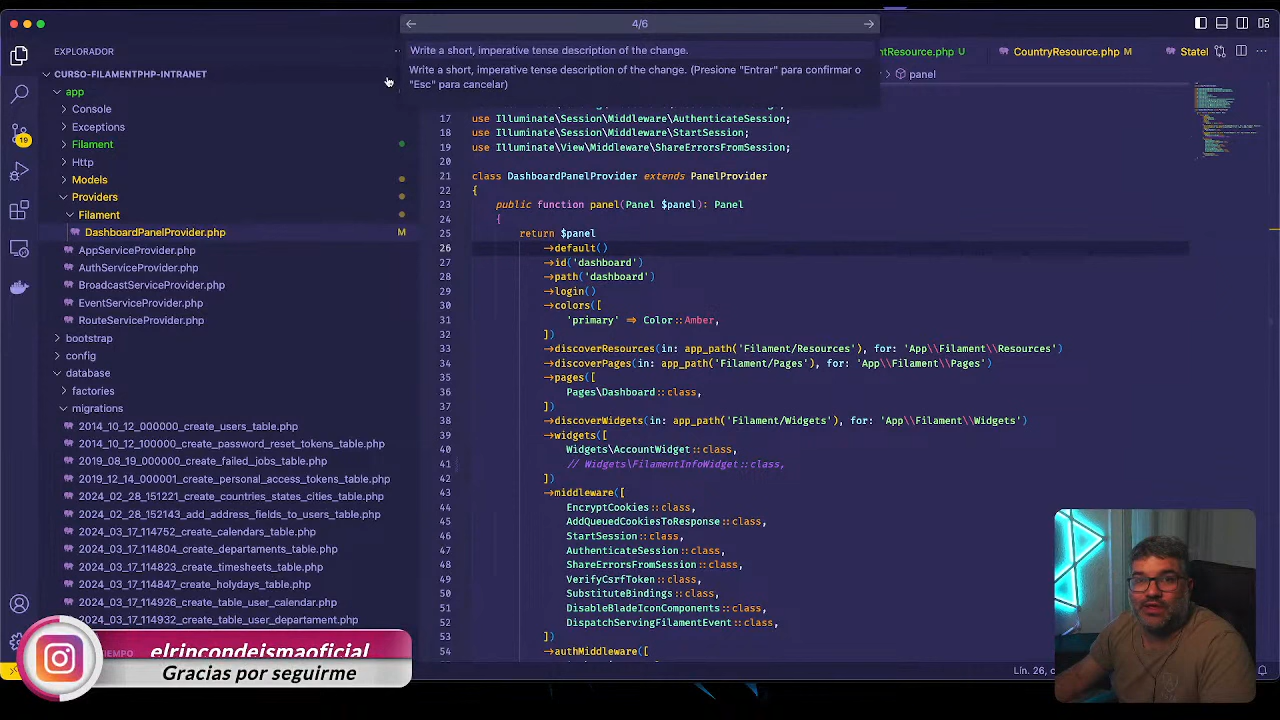 4/6
Write a short, imperative tense description of the change.
Write a short, imperative tense description of the change. (Presione "Entrar" para confirmar o
"Esc" para cancelar)
EXPLORADOR
CURSO-FILAMENTPHP-INTRANET
app
Console
Exceptions
Filament
Http
Models
Providers
Filament
DashboardPanelProvider.php M
AppServiceProvider.php
AuthServiceProvider.php
BroadcastServiceProvider.php
EventServiceProvider.php
RouteServiceProvider.php
bootstrap
config
database
factories
migrations
2014_10_12_000000_create_users_table.php
2014_10_12_100000_create_password_reset_tokens_table.php
2019_08_19_000000_create_failed_jobs_table.php
2019_12_14_000001_create_personal_access_tokens_table.php
2024_02_28_151221_create_countries_states_cities_table.php
2024_02_28_152143_add_address_fields_to_users_table.php
2024_03_17_114752_create_calendars_table.php
2024_03_17_114804_create_departaments_table.php
2024_03_17_114823_create_timesheets_table.php
2024_03_17_114847_create_holydays_table.php
2024_03_17_114926_create_table_user_calendar.php
2024_03_17_114932_create_table_user_departament.php
19
ntResource.php U
CountryResource.php M
StateI
panel
17 use Illuminate\Session\Middleware\AuthenticateSession;
18 use Illuminate\Session\Middleware\StartSession;
19 use Illuminate\View\Middleware\ShareErrorsFromSession;
20
21 class DashboardPanelProvider extends PanelProvider
22 {
23 public function panel(Panel $panel): Panel
24 {
25 return $panel
26 →default()
27 →id('dashboard')
28 →path('dashboard')
29 →login()
30 →colors([
31 'primary' ⇒ Color::Amber,
32 ])
33 →discoverResources(in: app_path('Filament/Resources'), for: 'App\\Filament\\Resources')
34 →discoverPages(in: app_path('Filament/Pages'), for: 'App\\Filament\\Pages')
35 →pages([
36 Pages\Dashboard::class,
37 ])
38 →discoverWidgets(in: app_path('Filament/Widgets'), for: 'App\\Filament\\Widgets')
39 →widgets([
40 Widgets\AccountWidget::class,
41 // Widgets\FilamentInfoWidget::class,
42 ])
43 →middleware([
44 EncryptCookies::class,
45 AddQueuedCookiesToResponse::class,
46 StartSession::class,
47 AuthenticateSession::class,
48 ShareErrorsFromSession::class,
49 VerifyCsrfToken::class,
50 SubstituteBindings::class,
51 DisableBladeIconComponents::class,
52 DispatchServingFilamentEvent::class,
53 ])
54 →authMiddleware([
Lín. 26, c
elrincondeismaoficial
Gracias por seguirme